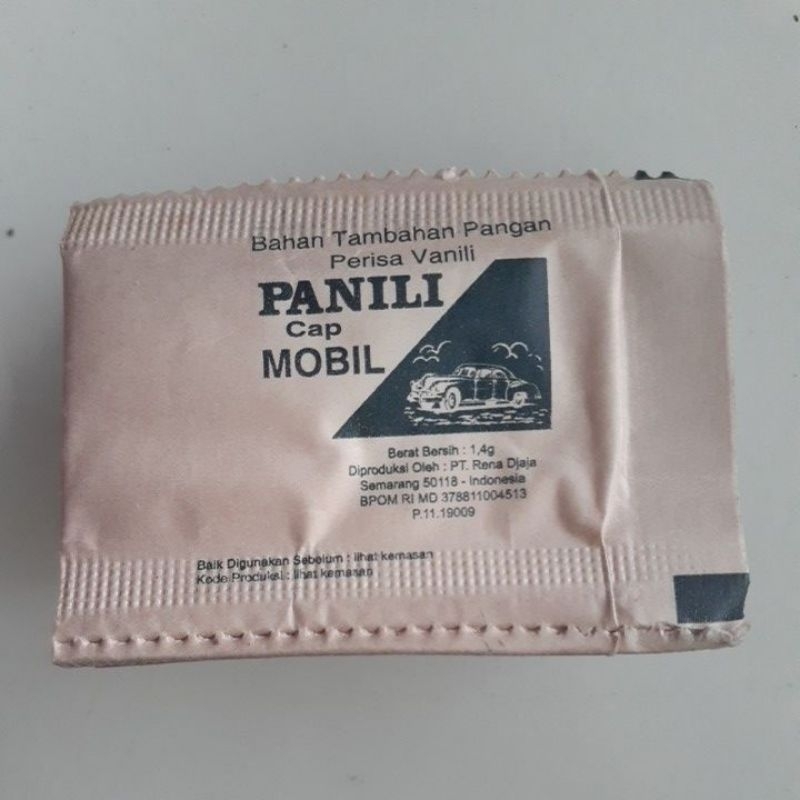 Bahan Tambahan Pangan
Perisa Vanili
PANILI
Cap
MOBIL
Berat Bersih : 1,4g
Diproduksi Oleh : PT. Rena Djaja
Semarang 50118 - Indonesia
BPOM RI MD 378811004513
P.11.19009
Baik Digunakan Sebelum : lihat kemasan
Kode Produksi : lihat kemasan